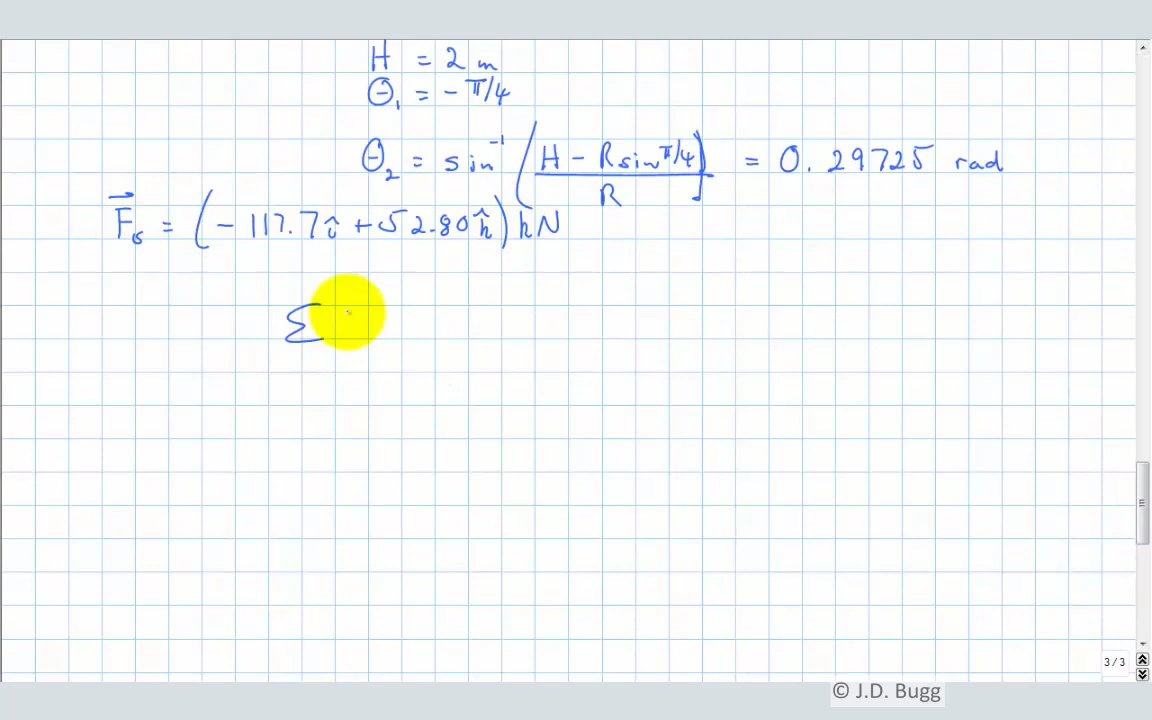 H = 2 m
Θ₁ = - π/4
Θ₂ = sin⁻¹ ( (H - R sin π/4) / R ) = 0.29725 rad
F⃗ = ( - 117.7 î + 52.80 k̂ ) kN
Σ
3 / 3
© J.D. Bugg